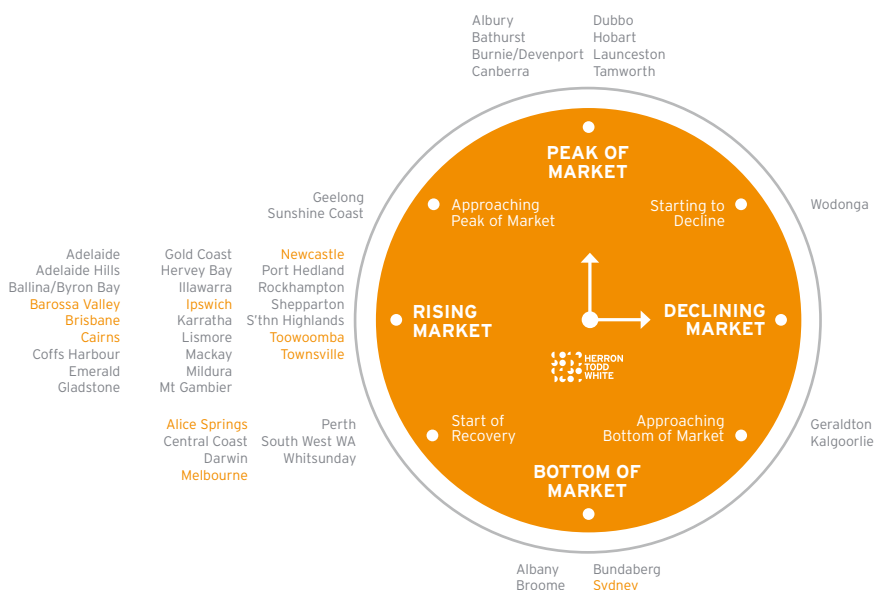 Albury
Bathurst
Burnie/Devenport
Canberra
Dubbo
Hobart
Launceston
Tamworth
PEAK OF
MARKET
Geelong
Sunshine Coast
Approaching
Peak of Market
Starting to
Decline
Wodonga
Adelaide
Adelaide Hills
Ballina/Byron Bay
Barossa Valley
Brisbane
Cairns
Coffs Harbour
Emerald
Gladstone
Gold Coast
Hervey Bay
Illawarra
Ipswich
Karratha
Lismore
Mackay
Mildura
Mt Gambier
Newcastle
Port Hedland
Rockhampton
Shepparton
S'thn Highlands
Toowoomba
Townsville
RISING
MARKET
DECLINING
MARKET
HERRON
TODD
WHITE
Alice Springs
Central Coast
Darwin
Melbourne
Perth
South West WA
Whitsunday
Start of
Recovery
Approaching
Bottom of Market
Geraldton
Kalgoorlie
BOTTOM OF
MARKET
Albany
Broome
Bundaberg
Sydney